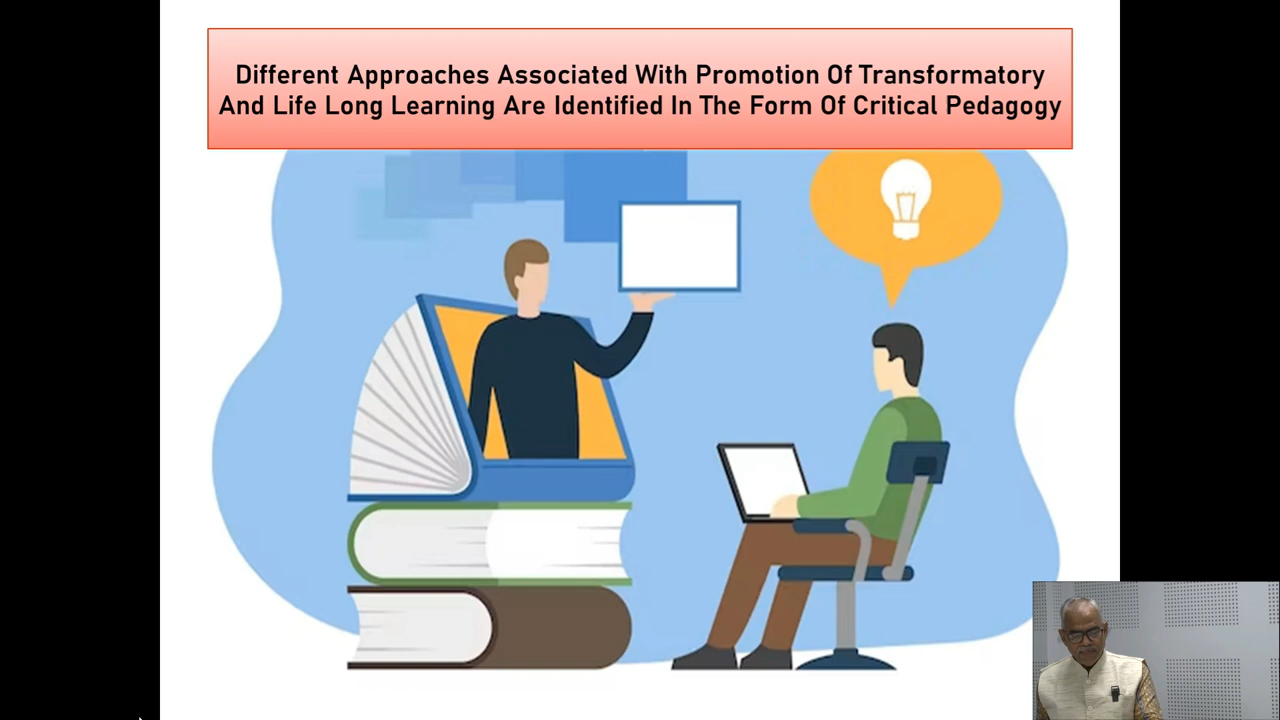 Different Approaches Associated With Promotion Of Transformatory
And Life Long Learning Are Identified In The Form Of Critical Pedagogy